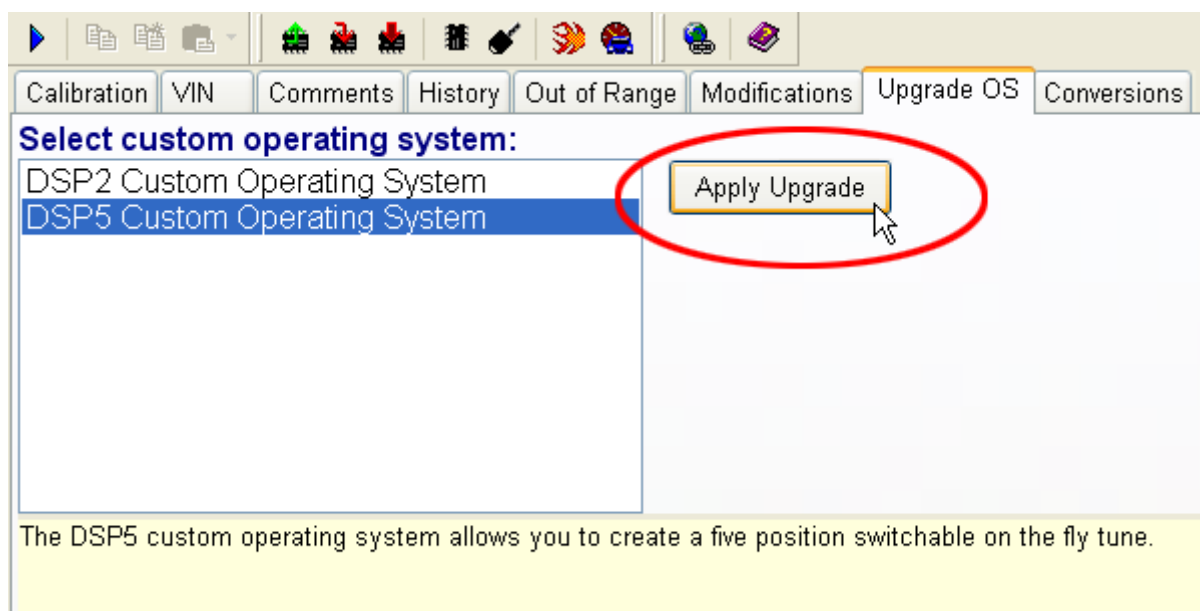 Calibration VIN Comments History Out of Range Modifications Upgrade OS Conversions
Select custom operating system:
DSP2 Custom Operating System
DSP5 Custom Operating System
Apply Upgrade
The DSP5 custom operating system allows you to create a five position switchable on the fly tune.